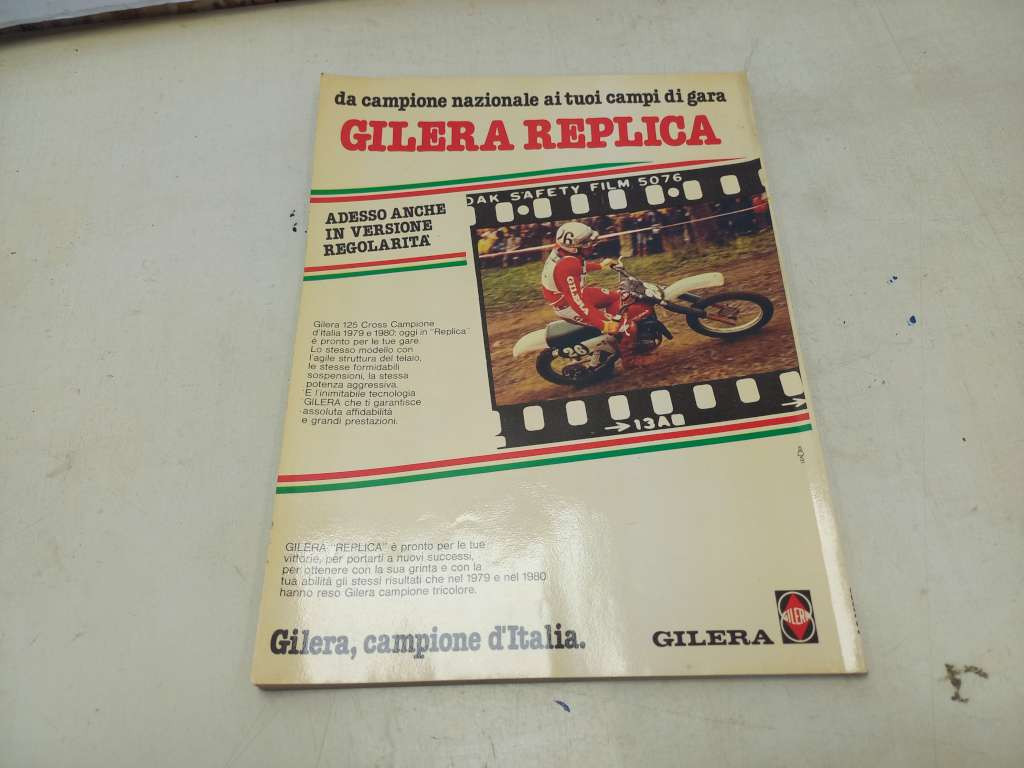 da campione nazionale ai tuoi campi di gara
GILERA REPLICA
ADESSO ANCHE
IN VERSIONE
REGOLARITÀ
DAK SAFETY FILM 5076
26
GILERA
26
13A
Gilera 125 Cross Campione
d'Italia 1979 e 1980: oggi in "Replica"
è pronto per le tue gare.
Lo stesso modello con
l'agile struttura del telaio,
le stesse formidabili
sospensioni, la stessa
potenza aggressiva.
E l'inimitabile tecnologia
GILERA che ti garantisce
assoluta affidabilità
e grandi prestazioni.
GILERA "REPLICA" è pronto per le tue
vittorie, per portarti a nuovi successi,
per ottenere con la sua grinta e con la
tua abilità gli stessi risultati che nel 1979 e nel 1980
hanno reso Gilera campione tricolore.
Gilera, campione d'Italia.
GILERA
GILERA